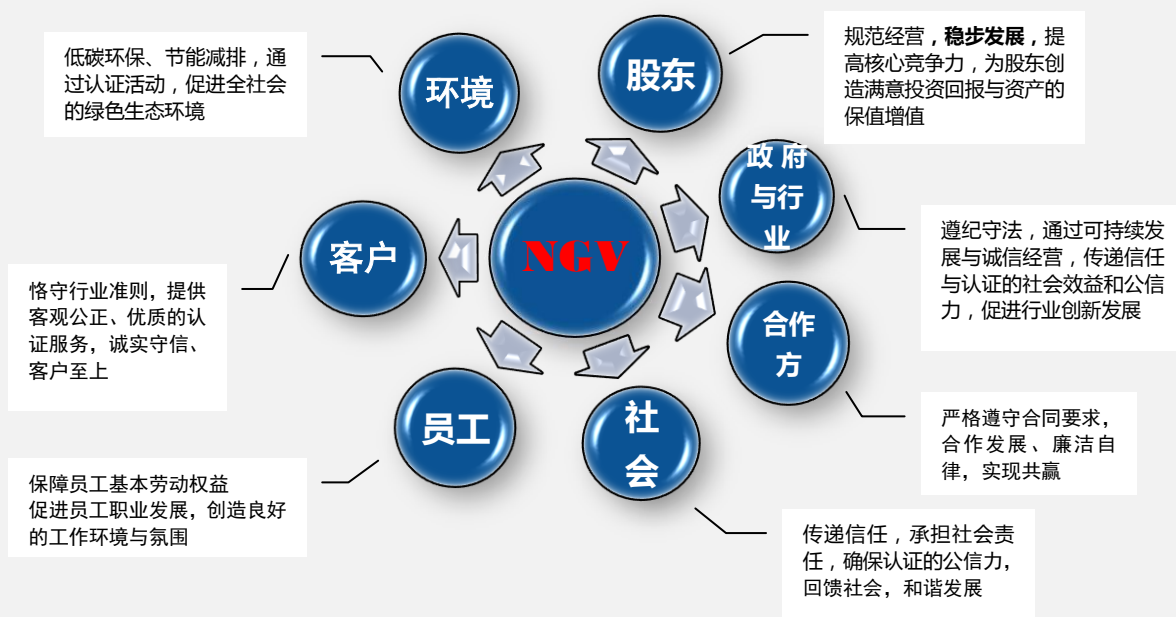 低碳环保、节能减排，通
过认证活动，促进全社会
的绿色生态环境
环境
股东
规范经营，稳步发展，提
高核心竞争力，为股东创
造满意投资回报与资产的
保值增值
政 府
与行
业
遵纪守法，通过可持续发
展与诚信经营，传递信任
与认证的社会效益和公信
力，促进行业创新发展
客户
NGV
恪守行业准则，提供
客观公正、优质的认
证服务，诚实守信、
客户至上
合作
方
严格遵守合同要求，
合作发展、廉洁自
律，实现共赢
员工
社
会
保障员工基本劳动权益
促进员工职业发展，创造良好
的工作环境与氛围
传递信任，承担社会责
任，确保认证的公信力，
回馈社会，和谐发展